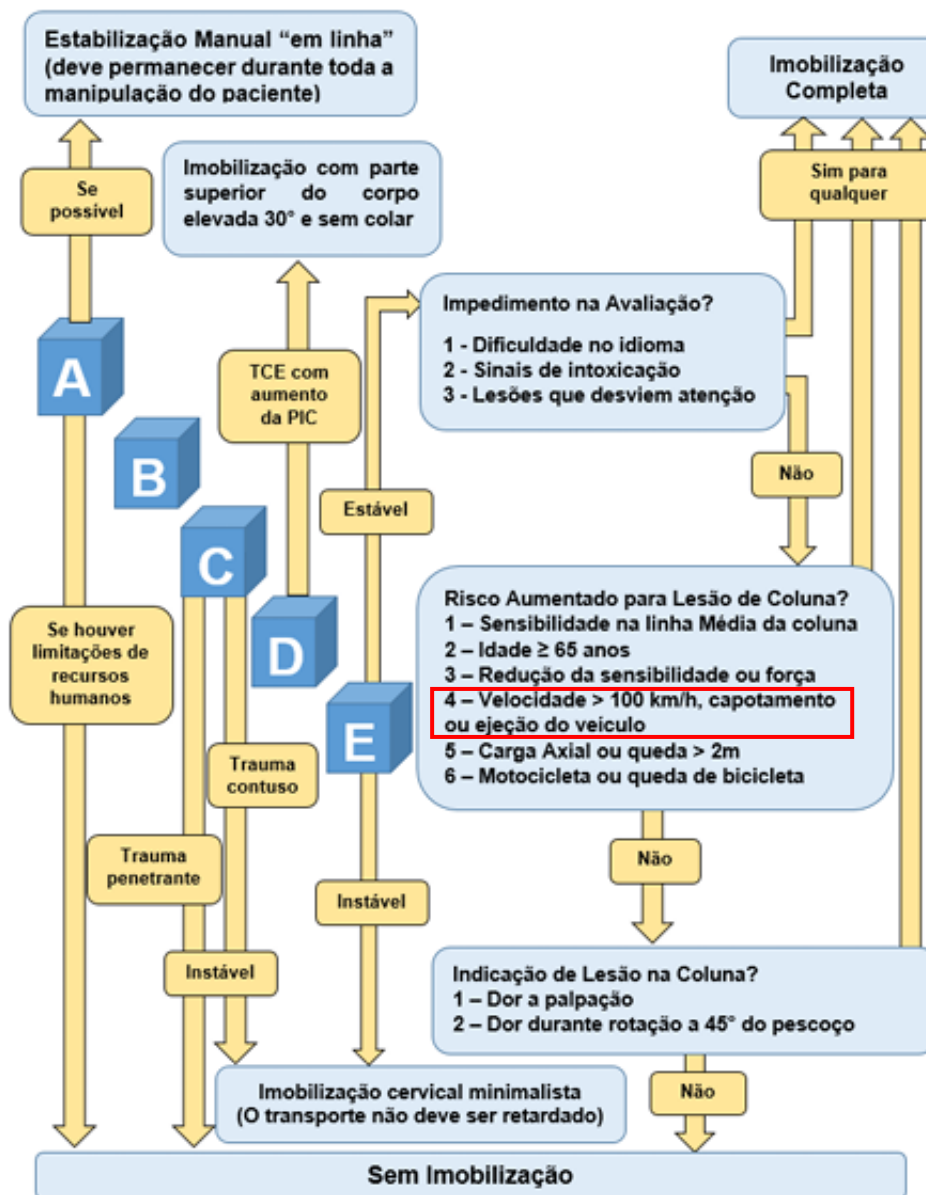 Estabilização Manual “em linha”
(deve permanecer durante toda a
manipulação do paciente)
Imobilização
Completa
Se
possível
Imobilização com parte
superior do corpo
elevada 30° e sem colar
Sim para
qualquer
Impedimento na Avaliação?
1 - Dificuldade no idioma
2 - Sinais de intoxicação
3 - Lesões que desviem atenção
A
TCE com
aumento
da PIC
B
Não
Estável
C
Risco Aumentado para Lesão de Coluna?
1 – Sensibilidade na linha Média da coluna
2 – Idade ≥ 65 anos
3 – Redução da sensibilidade ou força
4 – Velocidade > 100 km/h, capotamento
ou ejeção do veiculo
5 – Carga Axial ou queda > 2m
6 – Motocicleta ou queda de bicicleta
Se houver
limitações de
recursos
humanos
D
E
Trauma
contuso
Trauma
penetrante
Não
Instável
Instável
Indicação de Lesão na Coluna?
1 – Dor a palpação
2 – Dor durante rotação a 45° do pescoço
Imobilização cervical minimalista
(O transporte não deve ser retardado)
Não
Sem Imobilização